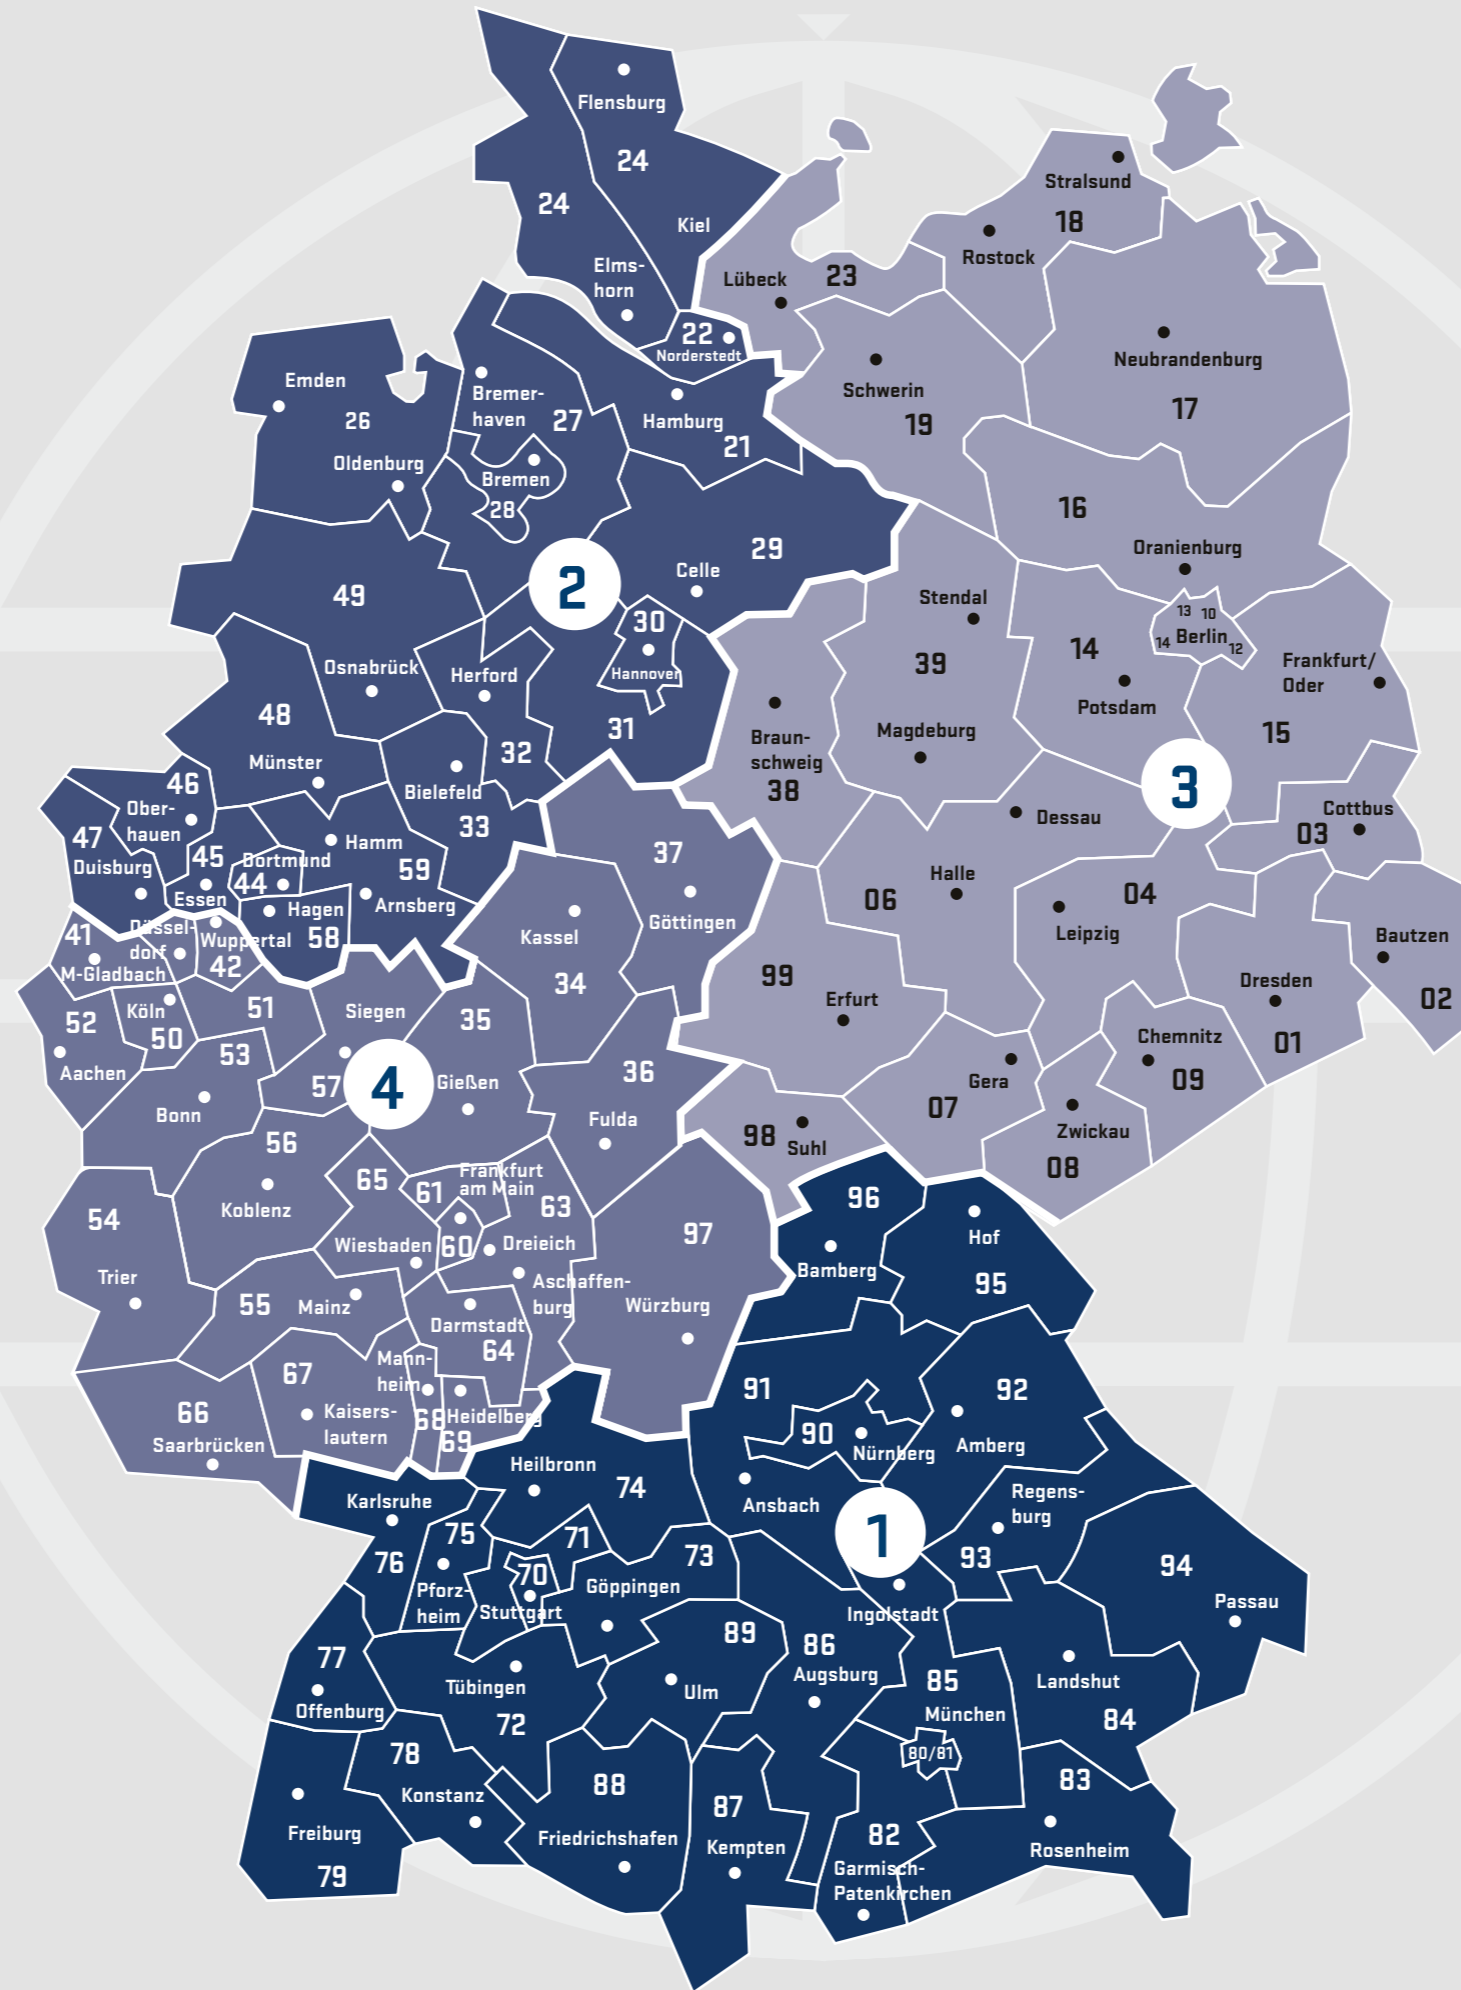 Flensburg
24
24
Kiel
Elms-
horn
22
Norderstedt
Stralsund
18
Rostock
Lübeck
23
Neubrandenburg
17
Schwerin
19
Emden
26
Oldenburg
Bremer-
haven
27
Hamburg
21
Bremen
28
16
Oranienburg
29
Celle
2
49
30
Hannover
31
Osnabrück
Herford
32
48
Münster
Bielefeld
33
Stendal
39
Magdeburg
14
Potsdam
13 10
14 Berlin 12
Frankfurt/
Oder
15
Braun-
schweig
38
3
46
Ober-
hauen
47
Duisburg
45
Essen
Dortmund
44
Hamm
59
Arnsberg
Hagen
58
Dessau
Cottbus
03
37
Göttingen
Halle
06
04
Leipzig
Bautzen
02
41
M-Gladbach
Düssel-
dorf
Wuppertal
42
Kassel
34
99
Erfurt
Dresden
01
52
Aachen
Köln
50
51
53
Bonn
Siegen
57
35
4
Gießen
36
Fulda
Chemnitz
09
Gera
07
Zwickau
08
98
Suhl
56
Koblenz
65
Wiesbaden
61
Frankfurt
am Main
60
63
Dreieich
Aschaffen-
burg
97
Würzburg
96
Bamberg
Hof
95
54
Trier
55
Mainz
Darmstadt
64
67
Kaisers-
lautern
Mann-
heim
68
Heidelberg
69
66
Saarbrücken
91
90
Nürnberg
Ansbach
92
Amberg
Heilbronn
74
Karlsruhe
76
75
Pforz-
heim
71
70
Stuttgart
73
Göppingen
1
Regens-
burg
93
94
Passau
Ingolstadt
77
Offenburg
Tübingen
72
89
Ulm
86
Augsburg
85
München
80/81
Landshut
84
78
Konstanz
88
Friedrichshafen
87
Kempten
82
Garmisch-
Patenkirchen
83
Rosenheim
Freiburg
79